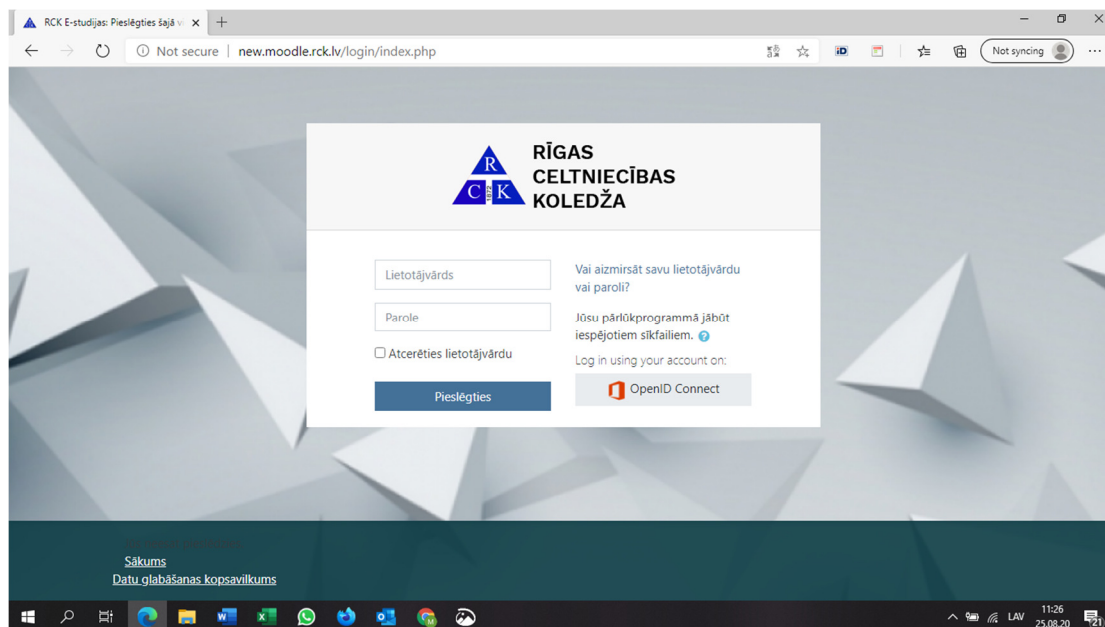 RCK E-studijas: Pieslēgties šajā v
Not secure | new.moodle.rck.lv/login/index.php
Not syncing
R
C K
1872
RĪGAS
CELTNIECĪBAS
KOLEDŽA
Lietotājvārds
Parole
Atcerēties lietotājvārdu
Pieslēgties
Vai aizmirsāt savu lietotājvārdu
vai paroli?
Jūsu pārlūkprogrammā jābūt
iespējotiem sīkfailiem.
Log in using your account on:
OpenID Connect
Sākums
Datu glabāšanas kopsavilkums
LAV
11:26
25.08.20
21